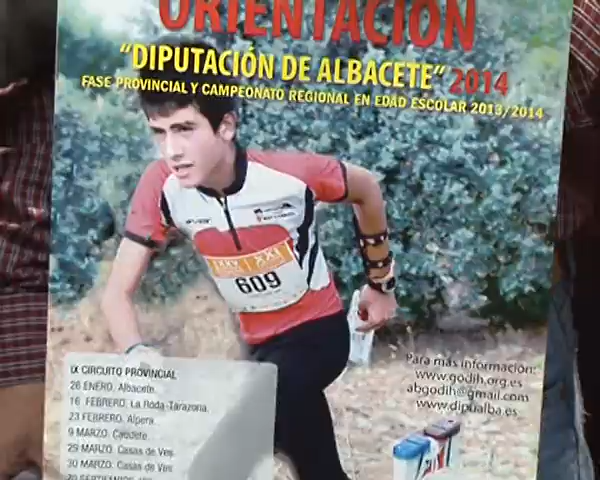 ORIENTACIÓN
"DIPUTACIÓN DE ALBACETE" 2014
FASE PROVINCIAL Y CAMPEONATO REGIONAL EN EDAD ESCOLAR 2013/2014
XXI
609
IX CIRCUITO PROVINCIAL
26 ENERO. Albacete.
16 FEBRERO. La Roda-Tarazona.
23 FEBRERO. Alpera.
9 MARZO. Caudete.
29 MARZO. Casas de Ves.
30 MARZO. Casas de Ves
Para más información:
www.godih.org.es
abgodih@gmail.com
www.dipualba.es